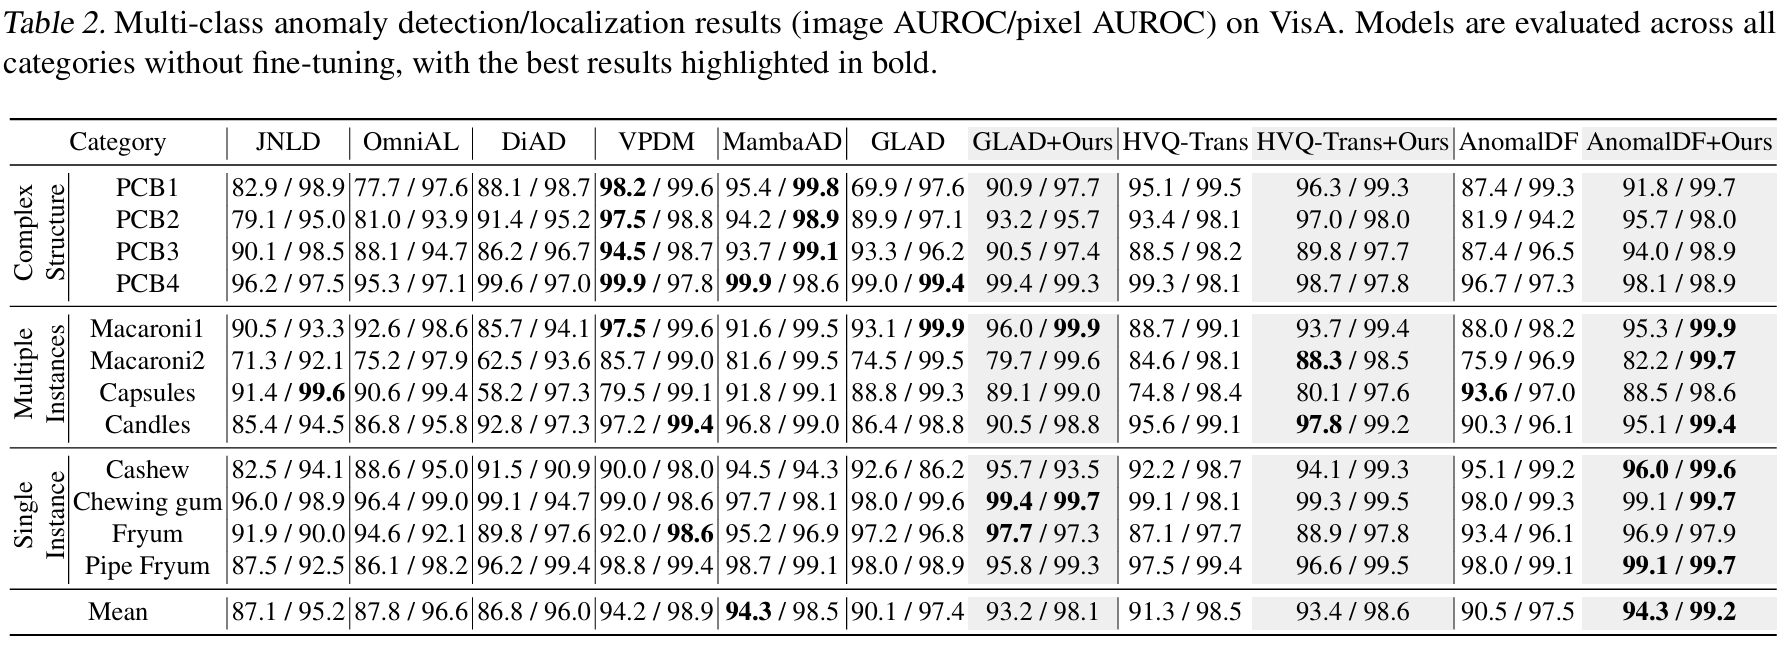 Table 2. Multi-class anomaly detection/localization results (image AUROC/pixel AUROC) on VisA. Models are evaluated across all
categories without fine-tuning, with the best results highlighted in bold.
Category JNLD OmniAL DiAD VPDM MambaAD GLAD GLAD+Ours HVQ-Trans HVQ-Trans+Ours AnomalDF AnomalDF+Ours
Complex Structure
PCB1 82.9 / 98.9 77.7 / 97.6 88.1 / 98.7 98.2 / 99.6 95.4 / 99.8 69.9 / 97.6 90.9 / 97.7 95.1 / 99.5 96.3 / 99.3 87.4 / 99.3 91.8 / 99.7
PCB2 79.1 / 95.0 81.0 / 93.9 91.4 / 95.2 97.5 / 98.8 94.2 / 98.9 89.9 / 97.1 93.2 / 95.7 93.4 / 98.1 97.0 / 98.0 81.9 / 94.2 95.7 / 98.0
PCB3 90.1 / 98.5 88.1 / 94.7 86.2 / 96.7 94.5 / 98.7 93.7 / 99.1 93.3 / 96.2 90.5 / 97.4 88.5 / 98.2 89.8 / 97.7 87.4 / 96.5 94.0 / 98.9
PCB4 96.2 / 97.5 95.3 / 97.1 99.6 / 97.0 99.9 / 97.8 99.9 / 98.6 99.0 / 99.4 99.4 / 99.3 99.3 / 98.1 98.7 / 97.8 96.7 / 97.3 98.1 / 98.9
Multiple Instances
Macaroni1 90.5 / 93.3 92.6 / 98.6 85.7 / 94.1 97.5 / 99.6 91.6 / 99.5 93.1 / 99.9 96.0 / 99.9 88.7 / 99.1 93.7 / 99.4 88.0 / 98.2 95.3 / 99.9
Macaroni2 71.3 / 92.1 75.2 / 97.9 62.5 / 93.6 85.7 / 99.0 81.6 / 99.5 74.5 / 99.5 79.7 / 99.6 84.6 / 98.1 88.3 / 98.5 75.9 / 96.9 82.2 / 99.7
Capsules 91.4 / 99.6 90.6 / 99.4 58.2 / 97.3 79.5 / 99.1 91.8 / 99.1 88.8 / 99.3 89.1 / 99.0 74.8 / 98.4 80.1 / 97.6 93.6 / 97.0 88.5 / 98.6
Candles 85.4 / 94.5 86.8 / 95.8 92.8 / 97.3 97.2 / 99.4 96.8 / 99.0 86.4 / 98.8 90.5 / 98.8 95.6 / 99.1 97.8 / 99.2 90.3 / 96.1 95.1 / 99.4
Single Instance
Cashew 82.5 / 94.1 88.6 / 95.0 91.5 / 90.9 90.0 / 98.0 94.5 / 94.3 92.6 / 86.2 95.7 / 93.5 92.2 / 98.7 94.1 / 99.3 95.1 / 99.2 96.0 / 99.6
Chewing gum 96.0 / 98.9 96.4 / 99.0 99.1 / 94.7 99.0 / 98.6 97.7 / 98.1 98.0 / 99.6 99.4 / 99.7 99.1 / 98.1 99.3 / 99.5 98.0 / 99.3 99.1 / 99.7
Fryum 91.9 / 90.0 94.6 / 92.1 89.8 / 97.6 92.0 / 98.6 95.2 / 96.9 97.2 / 96.8 97.7 / 97.3 87.1 / 97.7 88.9 / 97.8 93.4 / 96.1 96.9 / 97.9
Pipe Fryum 87.5 / 92.5 86.1 / 98.2 96.2 / 99.4 98.8 / 99.4 98.7 / 99.1 98.0 / 98.9 95.8 / 99.3 97.5 / 99.4 96.6 / 99.5 98.0 / 99.1 99.1 / 99.7
Mean 87.1 / 95.2 87.8 / 96.6 86.8 / 96.0 94.2 / 98.9 94.3 / 98.5 90.1 / 97.4 93.2 / 98.1 91.3 / 98.5 93.4 / 98.6 90.5 / 97.5 94.3 / 99.2